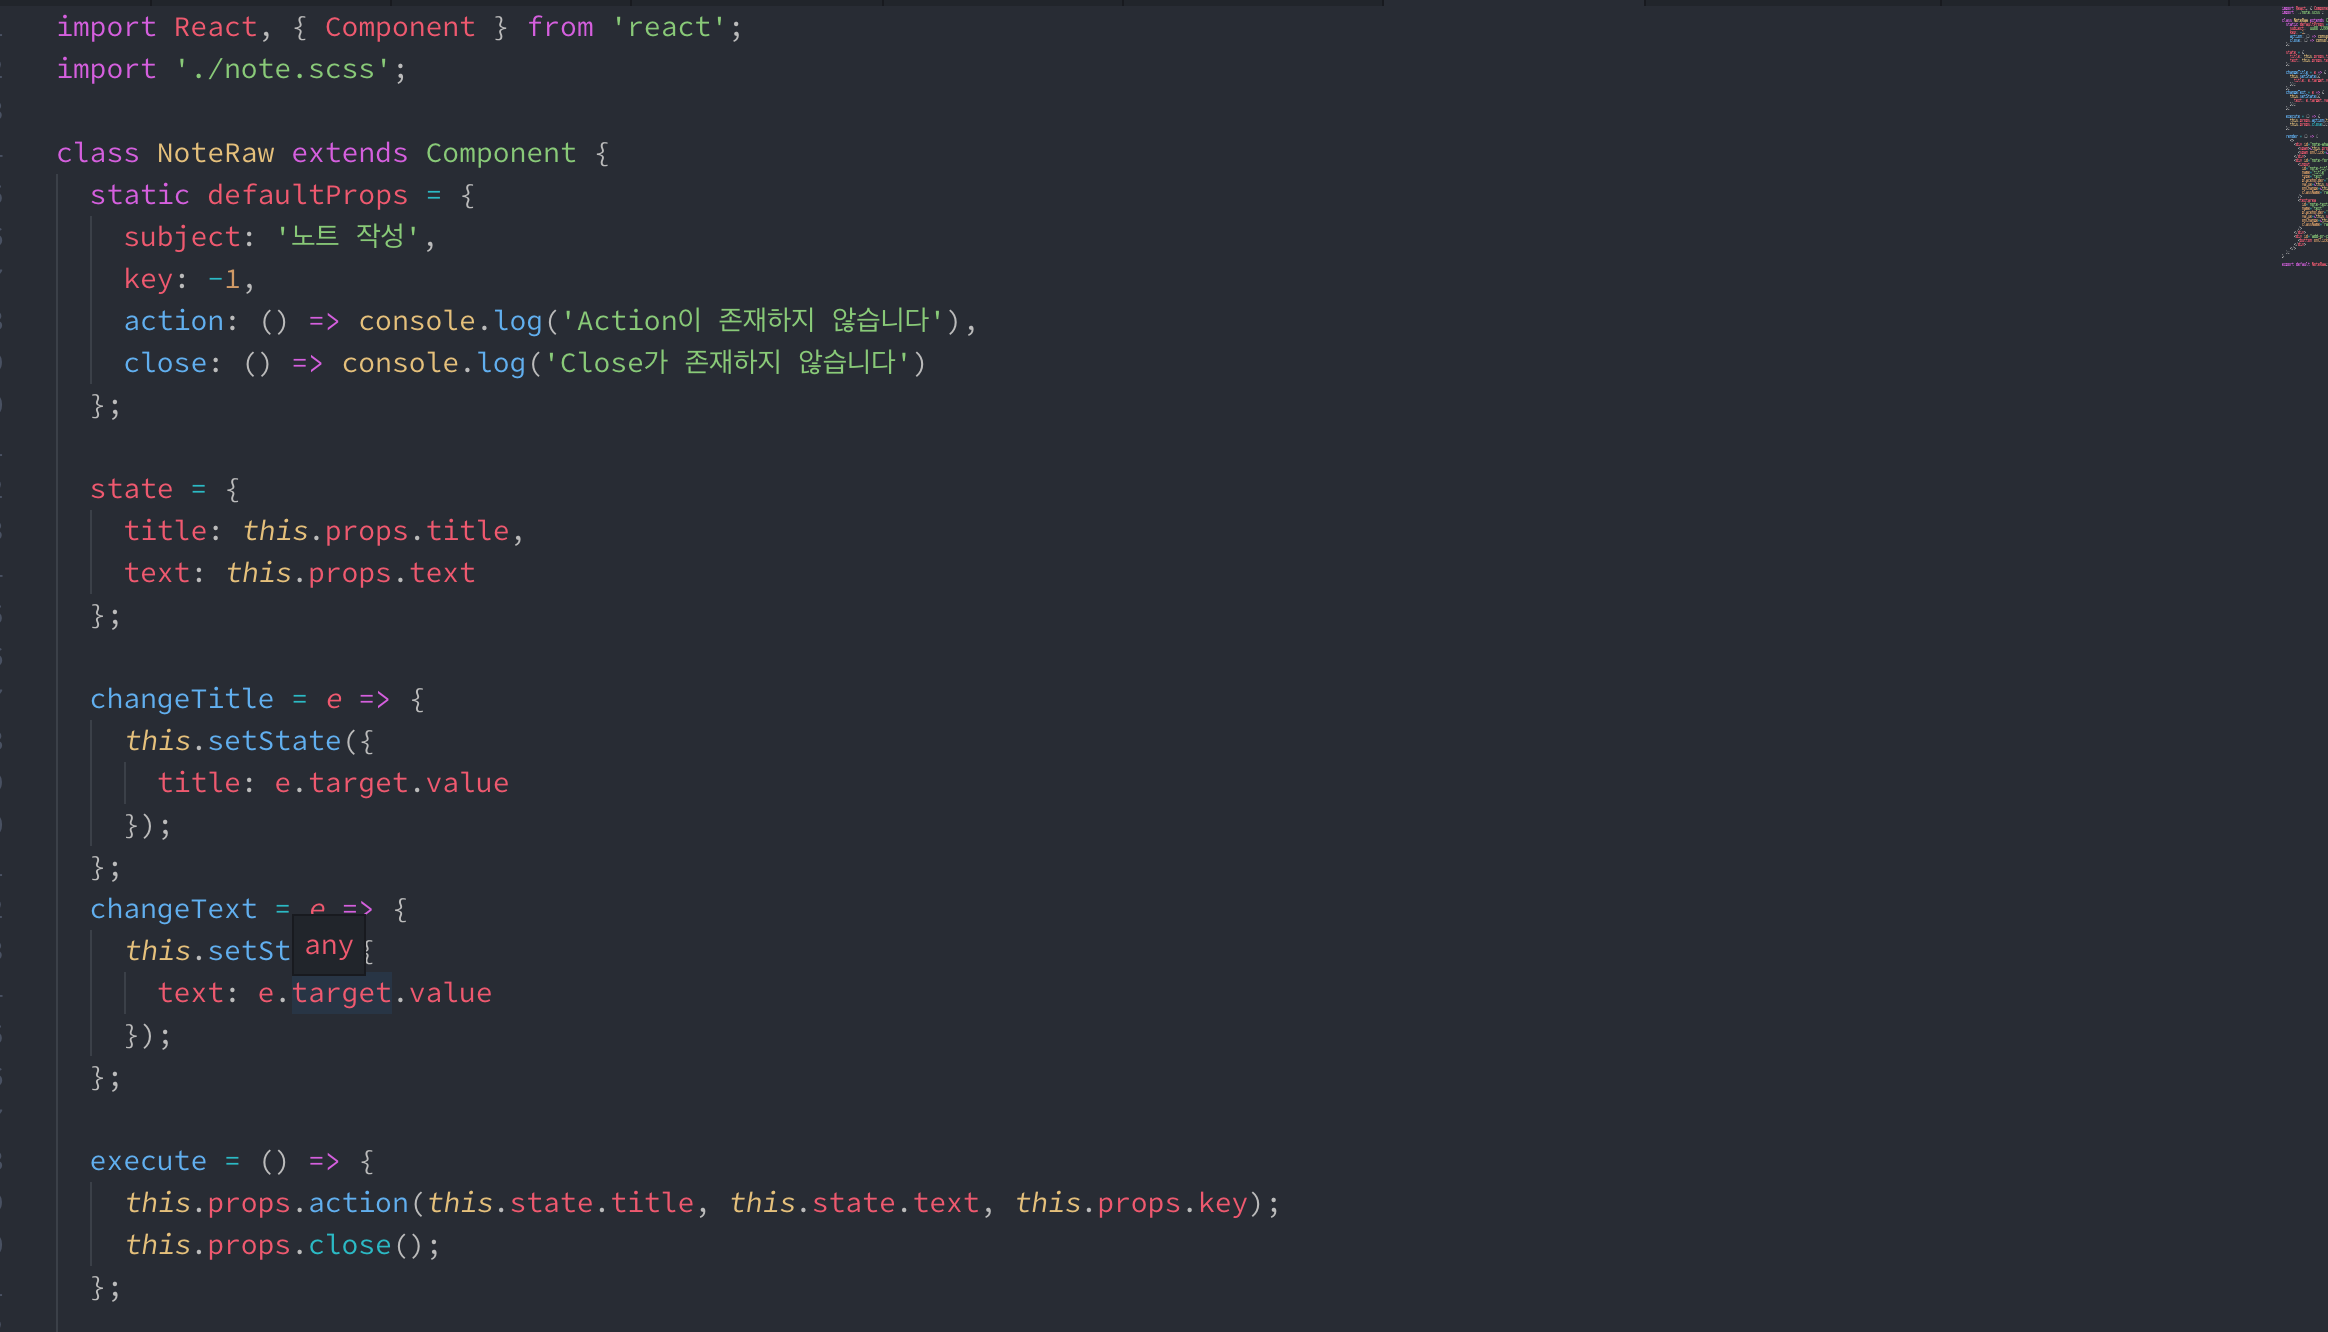 import React, { Component } from 'react';
import './note.scss';
class NoteRaw extends Component {
static defaultProps = {
subject: '노트 작성',
key: -1,
action: () => console.log('Action이 존재하지 않습니다'),
close: () => console.log('Close가 존재하지 않습니다')
};
state = {
title: this.props.title,
text: this.props.text
};
changeTitle = e => {
this.setState({
title: e.target.value
});
};
changeText = e => {
any
this.setSt {
text: e.target.value
});
};
execute = () => {
this.props.action(this.state.title, this.state.text, this.props.key);
this.props.close();
};